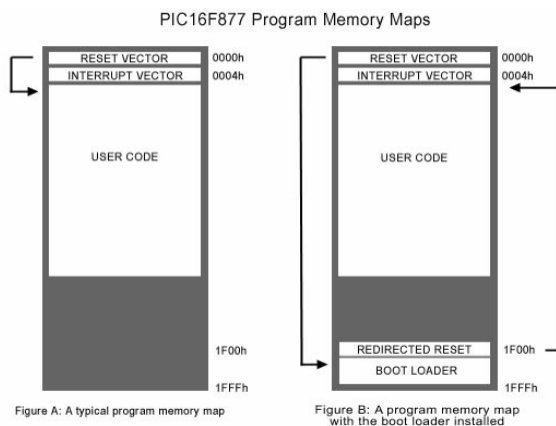 PIC16F877 Program Memory Maps
RESET VECTOR 0000h
INTERRUPT VECTOR 0004h
USER CODE
1F00h
1FFFh
Figure A: A typical program memory map
RESET VECTOR 0000h
INTERRUPT VECTOR 0004h
USER CODE
REDIRECTED RESET 1F00h
BOOT LOADER
1FFFh
Figure B: A program memory map
with the boot loader installed